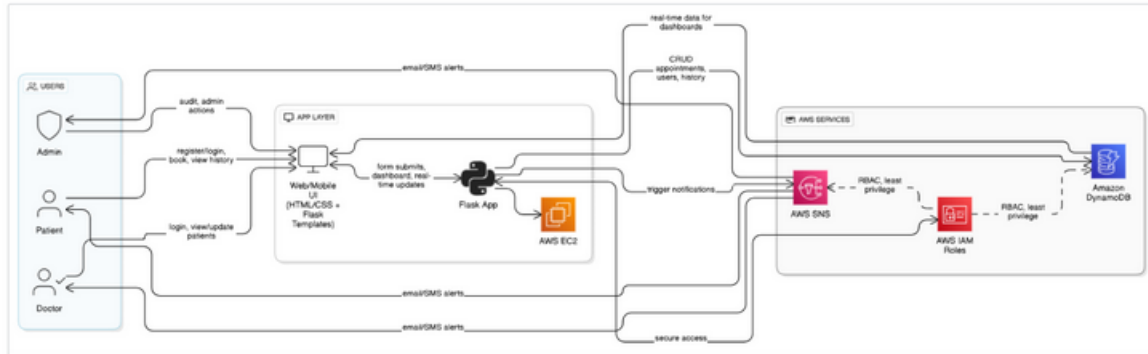 real-time data for
dashboards
CRUD
appointments,
users, history
email/SMS alerts
USERS
audit, admin
actions
Admin
APP LAYER
AWS SERVICES
register/login,
book, view history
form submits,
dashboard, real-
time updates
Web/Mobile
UI
(HTML/CSS +
Flask
Templates)
Flask App
trigger notifications
RBAC, least
privilege
AWS SNS
Amazon
DynamoDB
RBAC, least
privilege
Patient
login, view/update
patients
AWS EC2
AWS IAM
Roles
Doctor
email/SMS alerts
email/SMS alerts
secure access